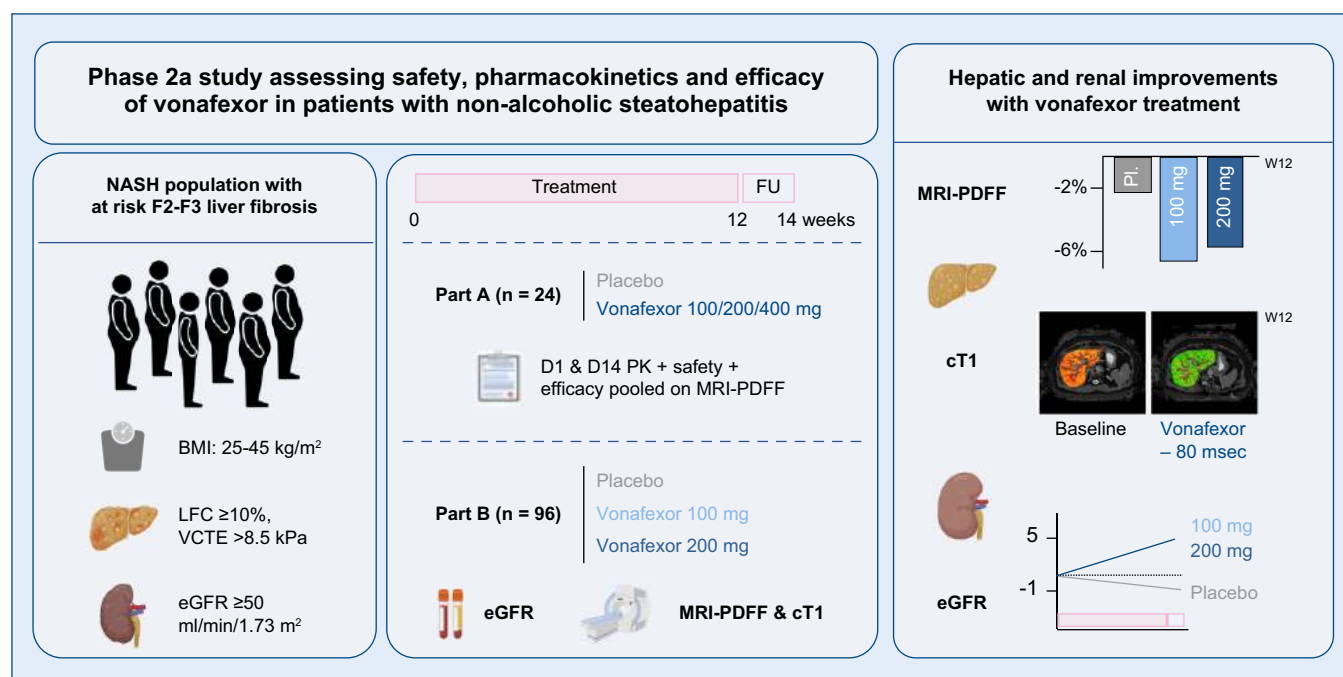 Phase 2a study assessing safety, pharmacokinetics and efficacy
of vonafexor in patients with non-alcoholic steatohepatitis
NASH population with
at risk F2-F3 liver fibrosis
BMI: 25-45 kg/m²
LFC ≥10%,
VCTE >8.5 kPa
eGFR ≥50
ml/min/1.73 m²
Treatment
FU
0
12
14 weeks
Part A (n = 24)
Placebo
Vonafexor 100/200/400 mg
D1 & D14 PK + safety +
efficacy pooled on MRI-PDFF
Part B (n = 96)
Placebo
Vonafexor 100 mg
Vonafexor 200 mg
eGFR
MRI-PDFF & cT1
Hepatic and renal improvements
with vonafexor treatment
MRI-PDFF
-2%
-6%
Pl.
100 mg
200 mg
W12
cT1
W12
Baseline
Vonafexor
– 80 msec
eGFR
5
-1
100 mg
200 mg
Placebo